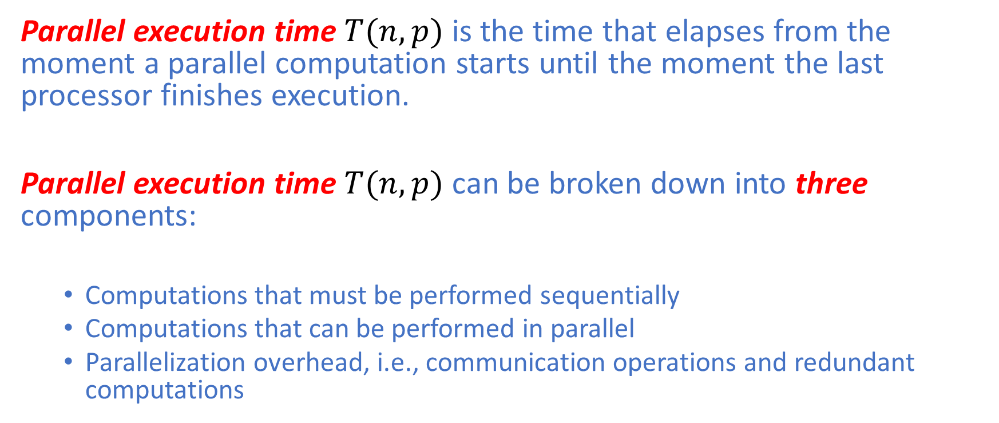 Parallel execution time T(n, p) is the time that elapses from the
moment a parallel computation starts until the moment the last
processor finishes execution.
Parallel execution time T(n, p) can be broken down into three
components:
• Computations that must be performed sequentially
• Computations that can be performed in parallel
• Parallelization overhead, i.e., communication operations and redundant
computations